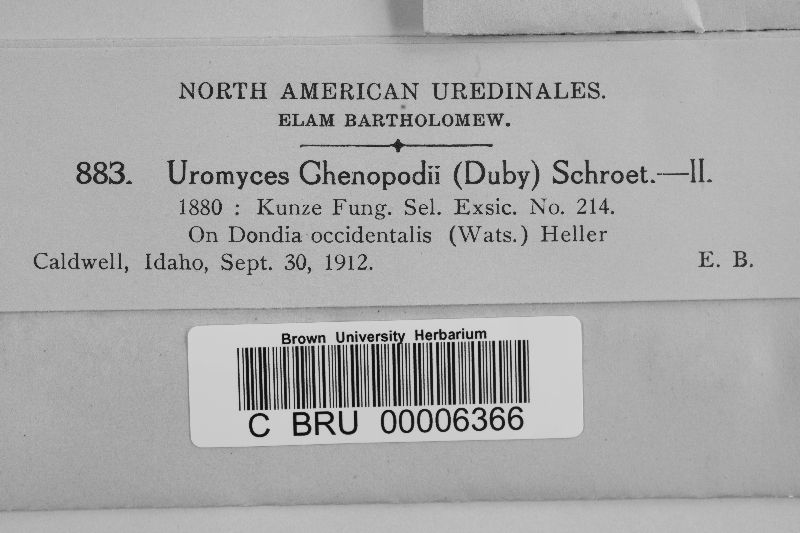 NORTH AMERICAN UREDINALES.
ELAM BARTHOLOMEW.
883. Uromyces Chenopodii (Duby) Schroet.—II.
1880 : Kunze Fung. Sel. Exsic. No. 214.
On Dondia occidentalis (Wats.) Heller
Caldwell, Idaho, Sept. 30, 1912. E. B.
Brown University Herbarium
C BRU 00006366